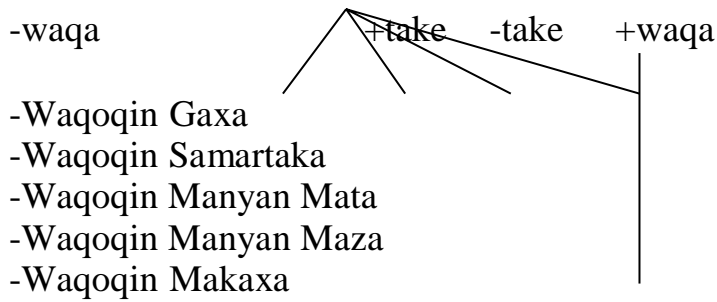 -waqa +take -take +waqa
-Waqoqin Gaxa
-Waqoqin Samartaka
-Waqoqin Manyan Mata
-Waqoqin Manyan Maza
-Waqoqin Makaxa